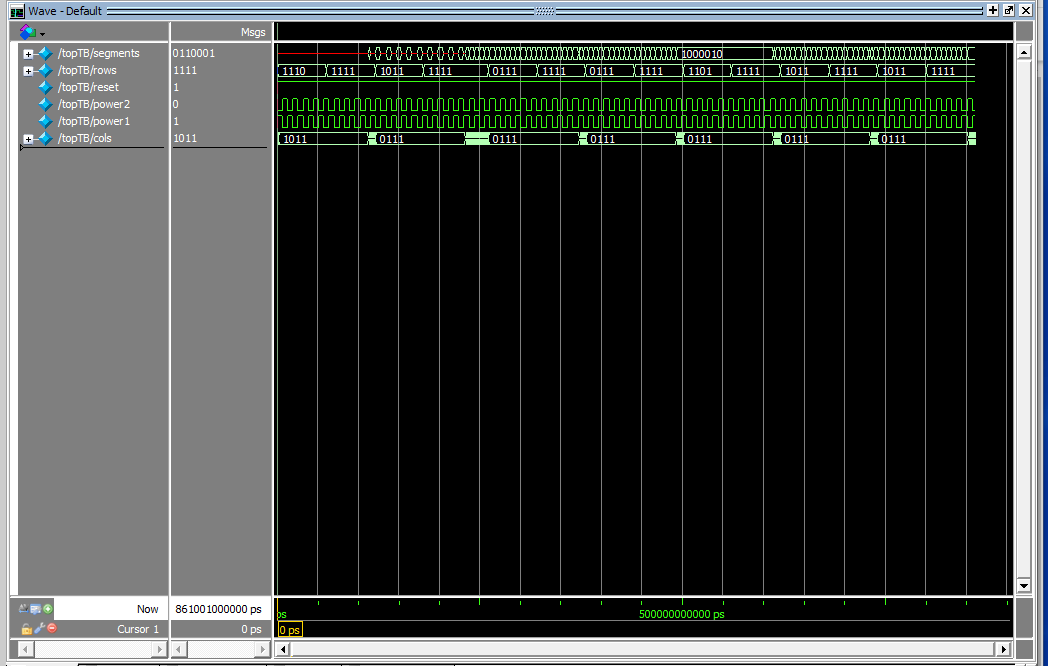 Wave - Default
Msgs
/topTB/segments 0110001 1000010
/topTB/rows 1111 1110 1111 1011 1111 0111 1111 0111 1111 1101 1111 1011 1111 1011 1111
/topTB/reset 1
/topTB/power2 0
/topTB/power1 1
/topTB/cols 1011 1011 0111 0111 0111 0111 0111 0111
Now 861001000000 ps ps 500000000000 ps
Cursor 1 0 ps 0 ps